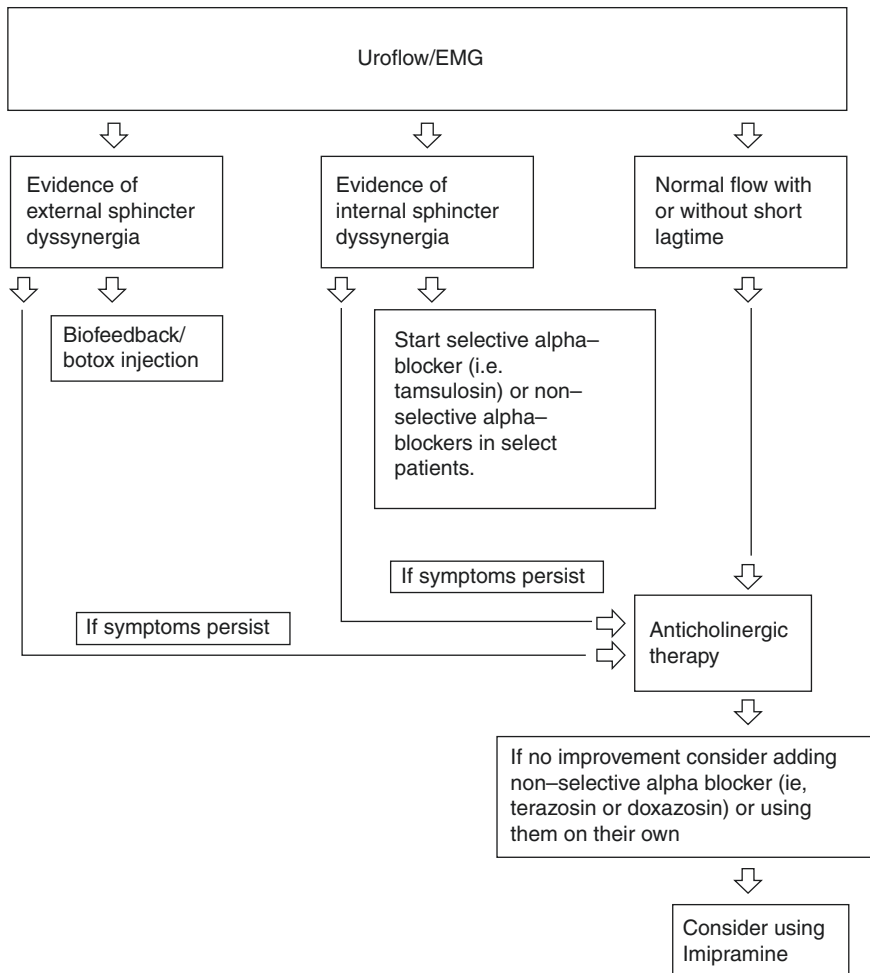 Uroflow/EMG
Evidence of
external sphincter
dyssynergia
Evidence of
internal sphincter
dyssynergia
Normal flow with
or without short
lagtime
Biofeedback/
botox injection
Start selective alpha–
blocker (i.e.
tamsulosin) or non–
selective alpha–
blockers in select
patients.
If symptoms persist
If symptoms persist
Anticholinergic
therapy
If no improvement consider adding
non–selective alpha blocker (ie,
terazosin or doxazosin) or using
them on their own
Consider using
Imipramine